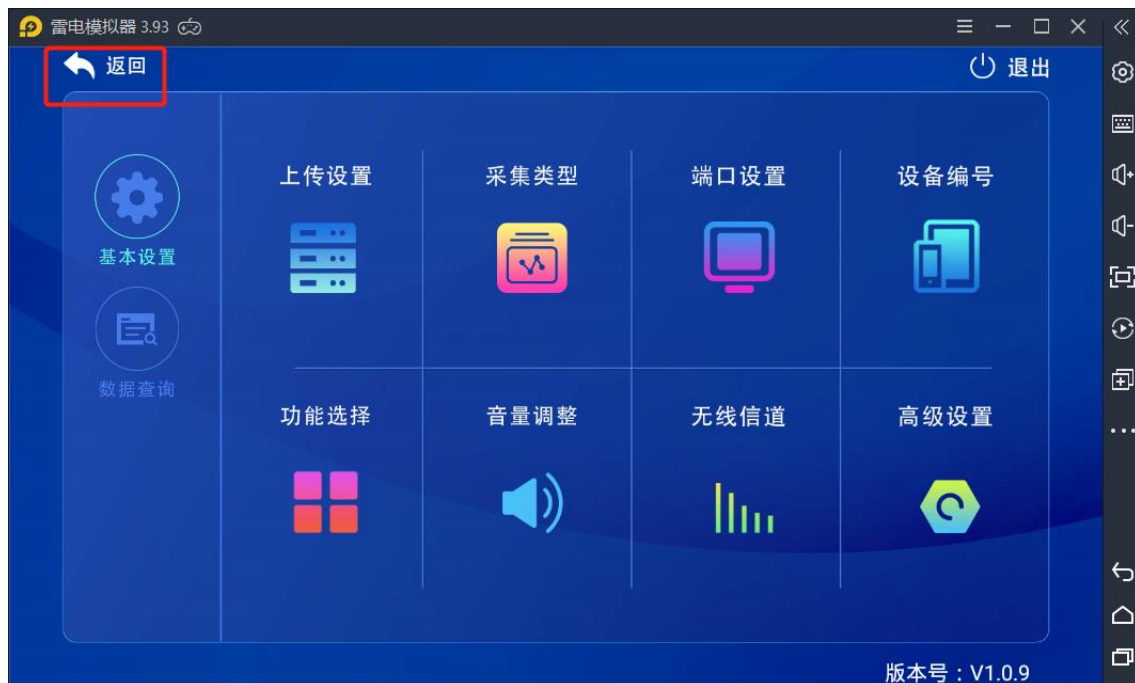 雷电模拟器 3.93
返回
退出
基本设置
数据查询
上传设置 采集类型 端口设置 设备编号
功能选择 音量调整 无线信道 高级设置
版本号：V1.0.9